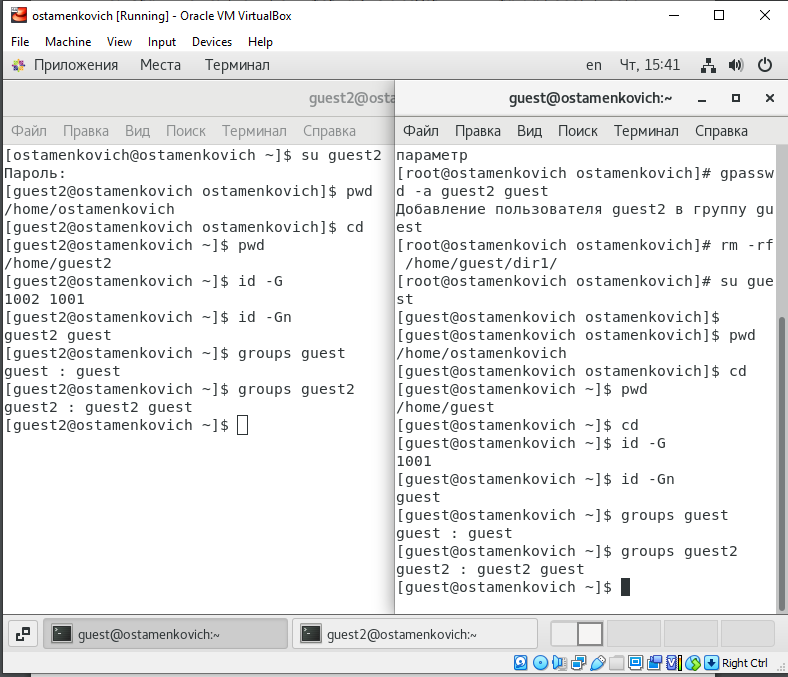 ostamenkovich [Running] - Oracle VM VirtualBox
File Machine View Input Devices Help
Приложения Места Терминал en Чт, 15:41
guest2@osta
Файл Правка Вид Поиск Терминал Справка
[ostamenkovich@ostamenkovich ~]$ su guest2
Пароль:
[guest2@ostamenkovich ostamenkovich]$ pwd
/home/ostamenkovich
[guest2@ostamenkovich ostamenkovich]$ cd
[guest2@ostamenkovich ~]$ pwd
/home/guest2
[guest2@ostamenkovich ~]$ id -G
1002 1001
[guest2@ostamenkovich ~]$ id -Gn
guest2 guest
[guest2@ostamenkovich ~]$ groups guest
guest : guest
[guest2@ostamenkovich ~]$ groups guest2
guest2 : guest2 guest
[guest2@ostamenkovich ~]$
guest@ostamenkovich:~
Файл Правка Вид Поиск Терминал Справка
параметр
[root@ostamenkovich ostamenkovich]# gpassw
d -a guest2 guest
Добавление пользователя guest2 в группу gu
est
[root@ostamenkovich ostamenkovich]# rm -rf
/home/guest/dir1/
[root@ostamenkovich ostamenkovich]# su gue
st
[guest@ostamenkovich ostamenkovich]$
[guest@ostamenkovich ostamenkovich]$ pwd
/home/ostamenkovich
[guest@ostamenkovich ostamenkovich]$ cd
[guest@ostamenkovich ~]$ pwd
/home/guest
[guest@ostamenkovich ~]$ cd
[guest@ostamenkovich ~]$ id -G
1001
[guest@ostamenkovich ~]$ id -Gn
guest
[guest@ostamenkovich ~]$ groups guest
guest : guest
[guest@ostamenkovich ~]$ groups guest2
guest2 : guest2 guest
[guest@ostamenkovich ~]$
guest@ostamenkovich:~
guest2@ostamenkovich:~
Right Ctrl